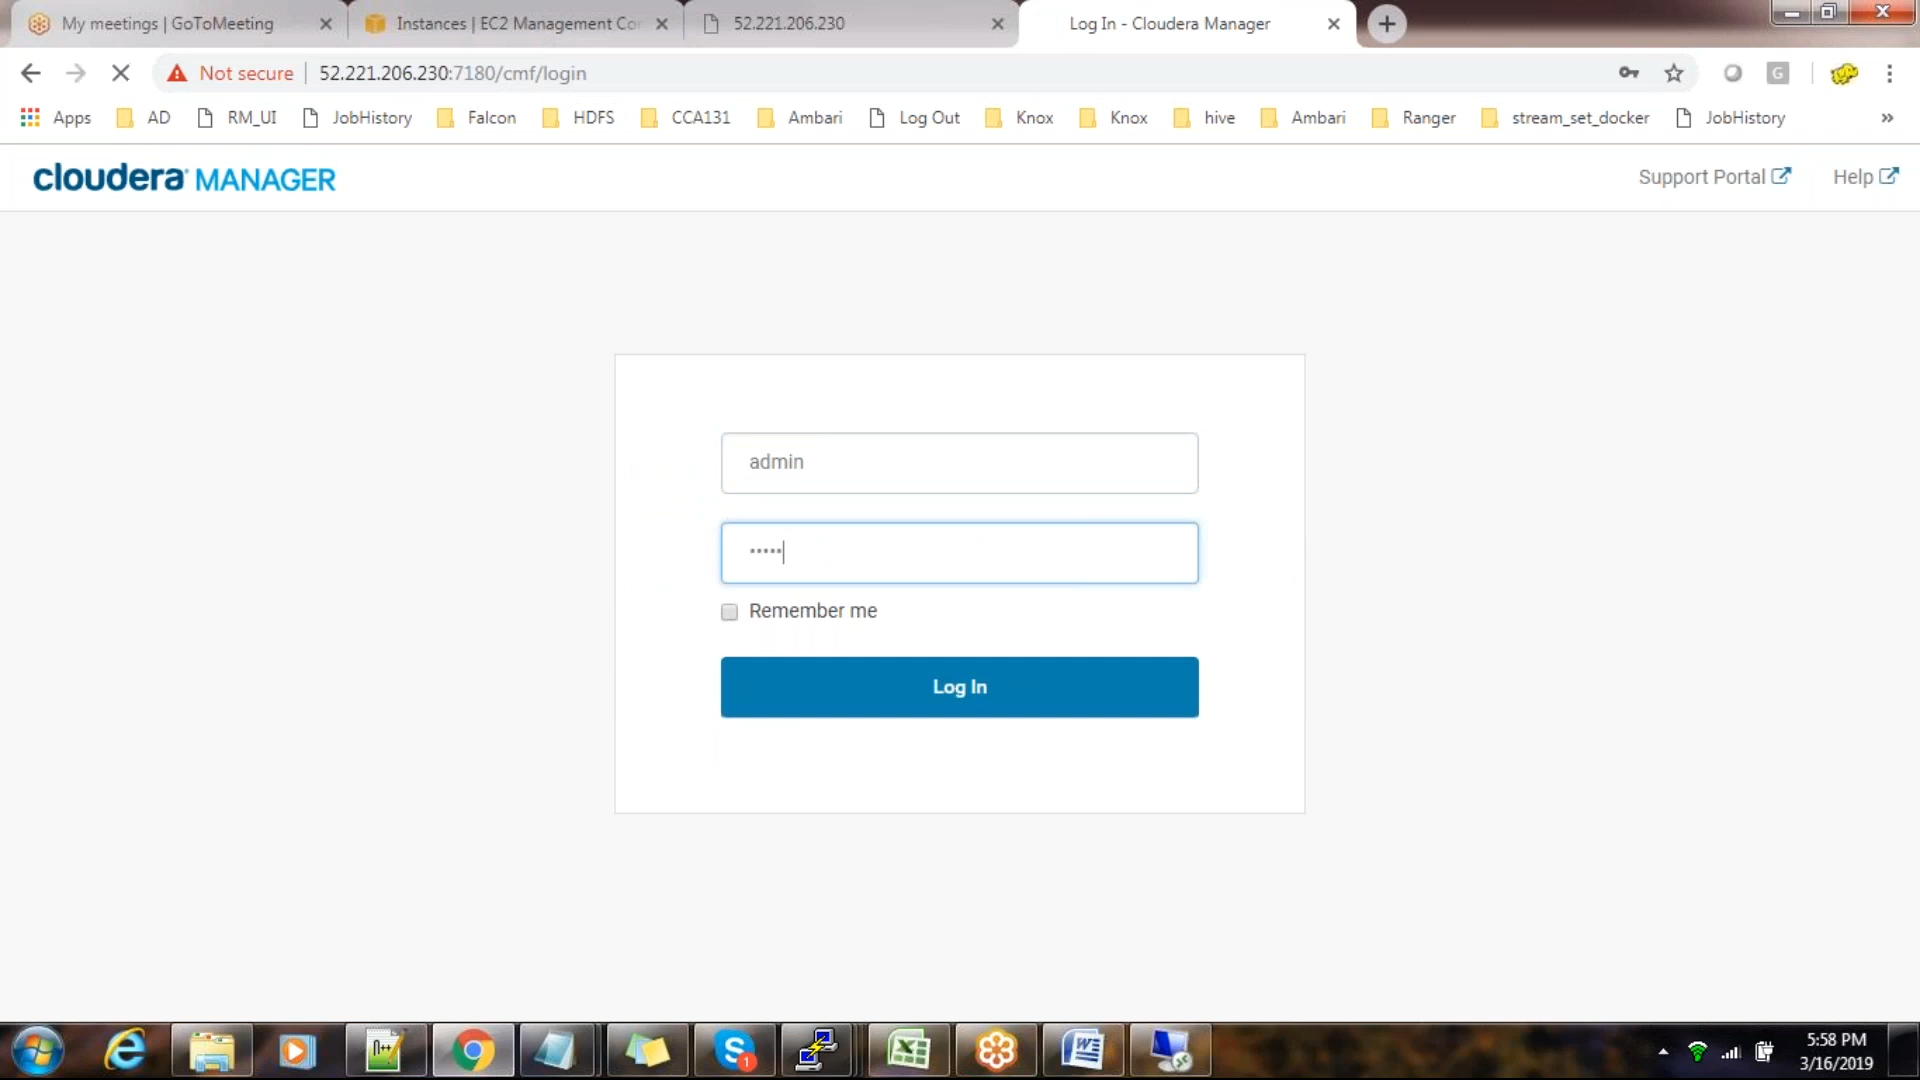 My meetings | GoToMeeting
Instances | EC2 Management Cor
52.221.206.230
Log In - Cloudera Manager
Not secure
52.221.206.230:7180/cmf/login
G
Apps
AD
RM_UI
JobHistory
Falcon
HDFS
CCA131
Ambari
Log Out
Knox
Knox
hive
Ambari
Ranger
stream_set_docker
JobHistory
»
cloudera MANAGER
Support Portal
Help
admin
•••••
Remember me
Log In
5:58 PM
3/16/2019